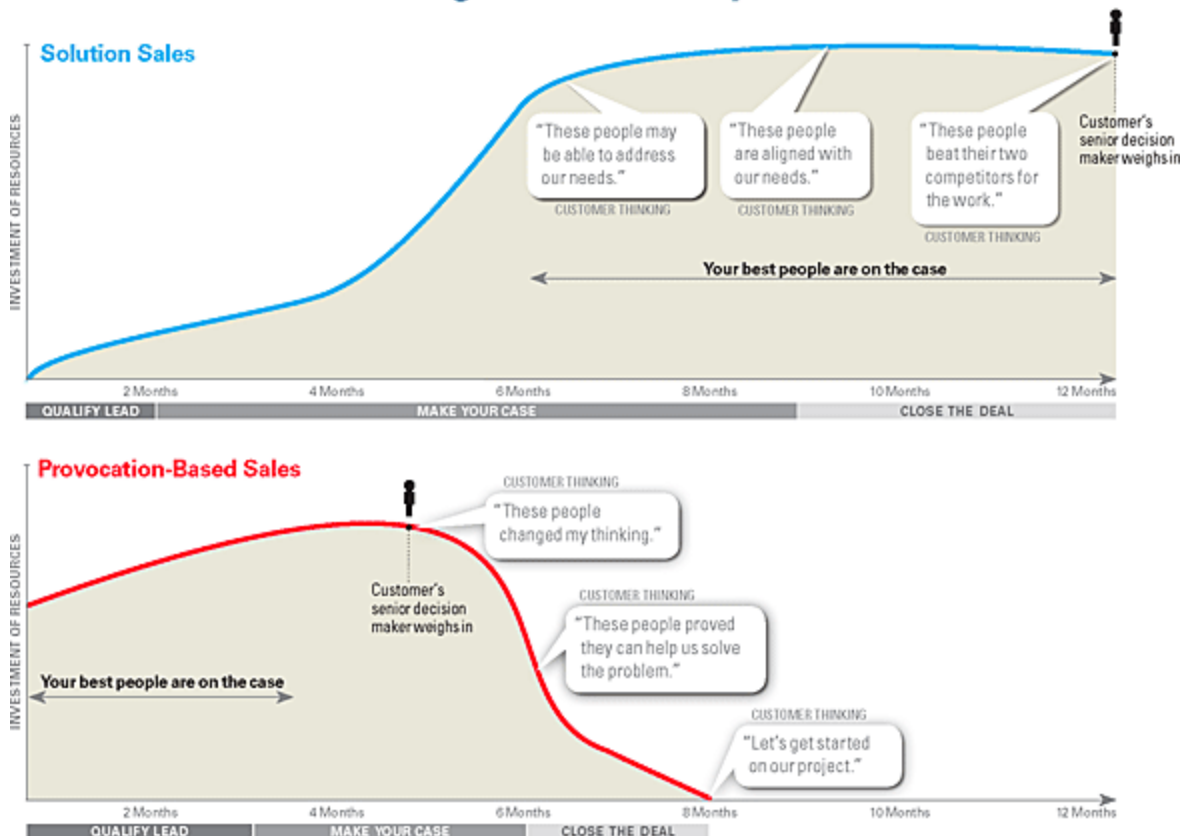 Solution Sales
INVESTMENT OF RESOURCES
"These people may
be able to address
our needs."
CUSTOMER THINKING
"These people
are aligned with
our needs."
CUSTOMER THINKING
"These people
beat their two
competitors for
the work."
CUSTOMER THINKING
Customer's
senior decision
maker weighs in
Your best people are on the case
2 Months
4 Months
6 Months
8 Months
10 Months
12 Months
QUALIFY LEAD
MAKE YOUR CASE
CLOSE THE DEAL
Provocation-Based Sales
INVESTMENT OF RESOURCES
CUSTOMER THINKING
"These people
changed my thinking."
Customer's
senior decision
maker weighs in
CUSTOMER THINKING
"These people proved
they can help us solve
the problem."
Your best people are on the case
CUSTOMER THINKING
"Let's get started
on our project."
2 Months
4 Months
6 Months
8 Months
10 Months
12 Months
QUALIFY LEAD
MAKE YOUR CASE
CLOSE THE DEAL